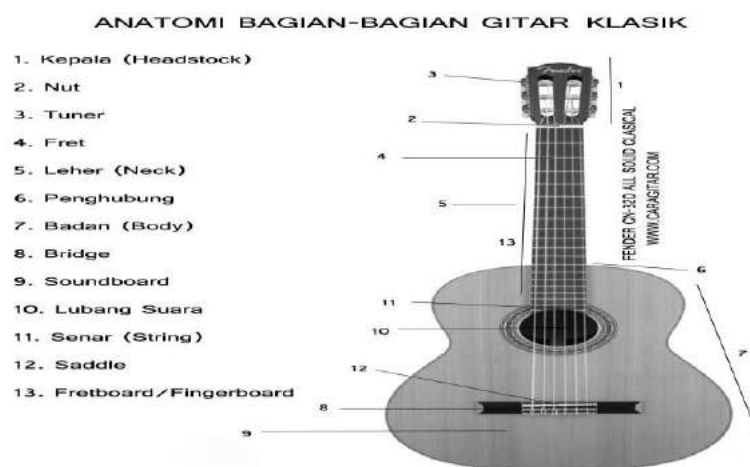 ANATOMI BAGIAN-BAGIAN GITAR KLASIK
1. Kepala (Headstock)
2. Nut
3. Tuner
4. Fret
5. Leher (Neck)
6. Penghubung
7. Badan (Body)
8. Bridge
9. Soundboard
10. Lubang Suara
11. Senar (String)
12. Saddle
13. Fretboard/Fingerboard
Fender
3
1
2
4
5
13
6
11
10
7
12
8
9
FENDER CN-320 ALL SOLID CLASICAL
WWW.CARAGITAR.COM